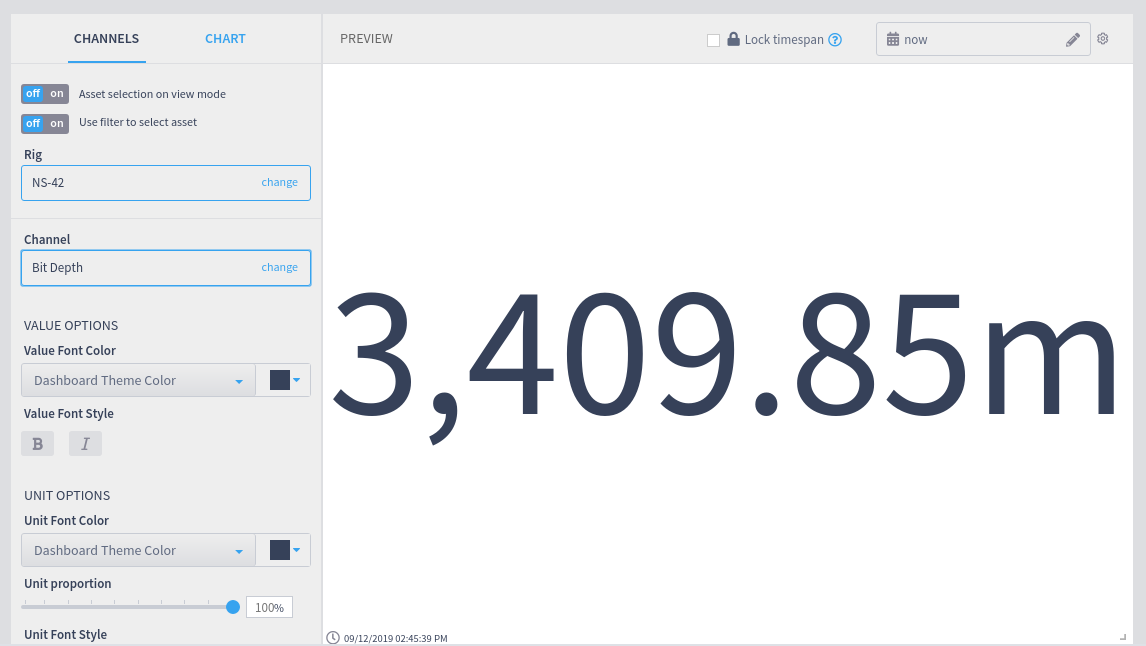 CHANNELS CHART
PREVIEW
Lock timespan ?
now
off on Asset selection on view mode
off on Use filter to select asset
Rig
NS-42 change
Channel
Bit Depth change
VALUE OPTIONS
Value Font Color
Dashboard Theme Color
Value Font Style
B I
UNIT OPTIONS
Unit Font Color
Dashboard Theme Color
Unit proportion
100%
Unit Font Style
3,409.85m
09/12/2019 02:45:39 PM